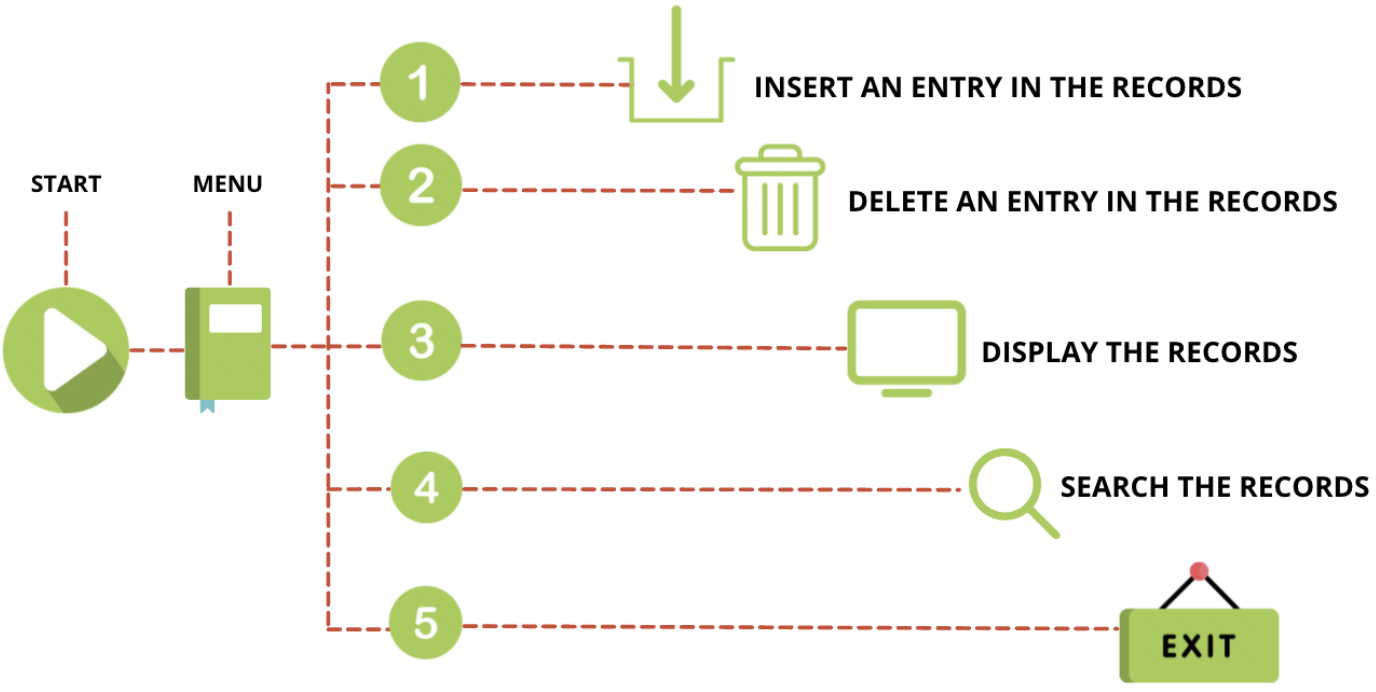 START
MENU
1
INSERT AN ENTRY IN THE RECORDS
2
DELETE AN ENTRY IN THE RECORDS
3
DISPLAY THE RECORDS
4
SEARCH THE RECORDS
5
EXIT